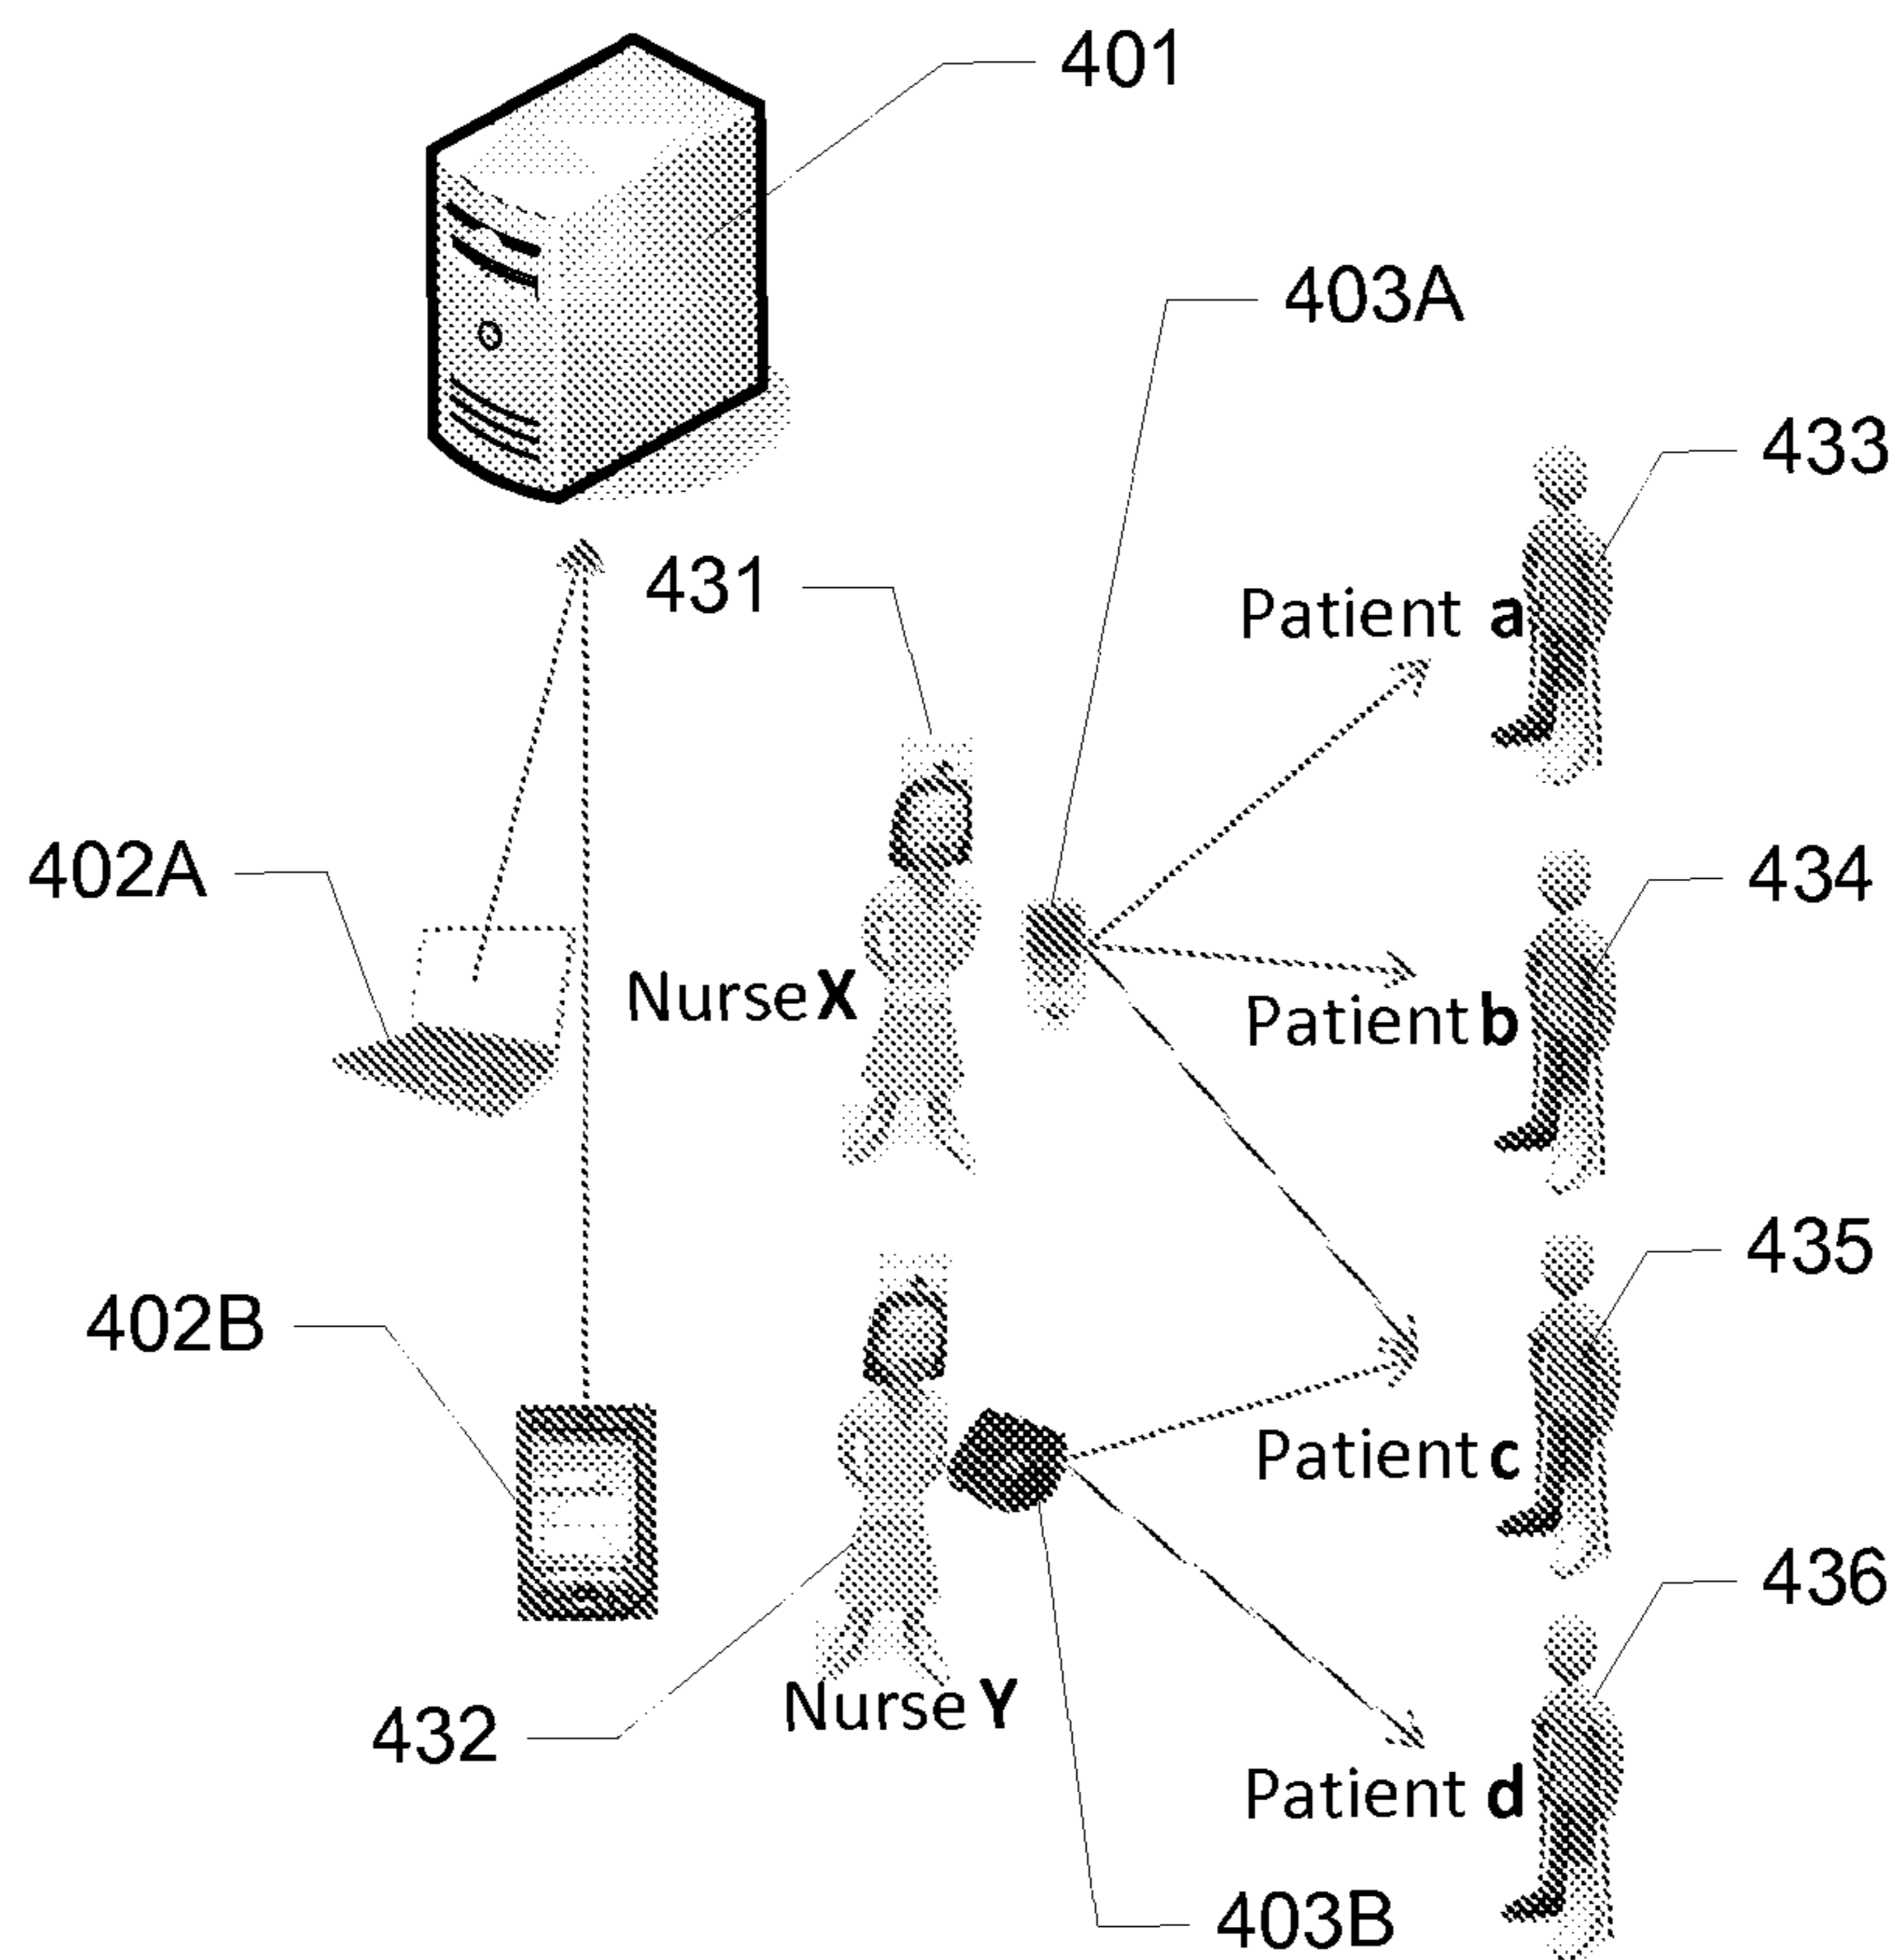 401
403A
433
431
Patient a
402A
434
Nurse X
Patient b
435
402B
Patient c
436
432
Nurse Y
Patient d
403B